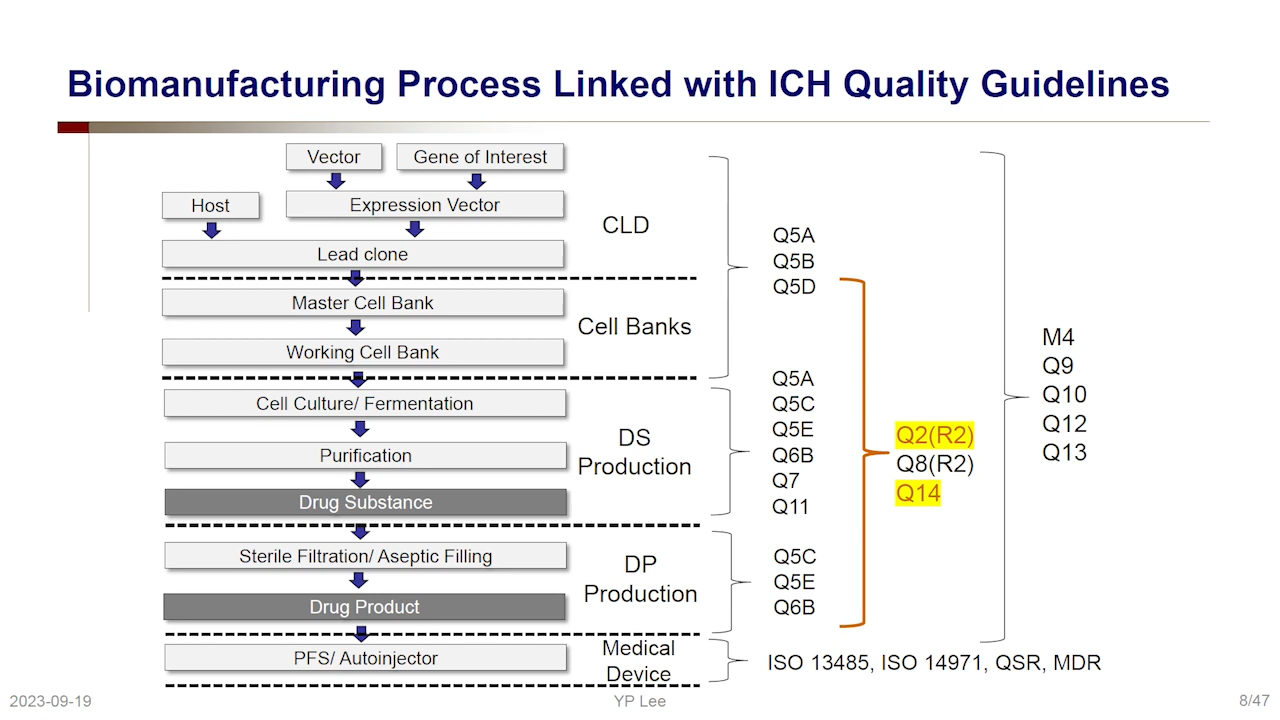 Biomanufacturing Process Linked with ICH Quality Guidelines
Vector
Gene of Interest
Host
Expression Vector
Lead clone
CLD
Master Cell Bank
Working Cell Bank
Cell Banks
Cell Culture/ Fermentation
Purification
Drug Substance
DS
Production
Sterile Filtration/ Aseptic Filling
Drug Product
DP
Production
PFS/ Autoinjector
Medical
Device
Q5A
Q5B
Q5D
Q5A
Q5C
Q5E
Q6B
Q7
Q11
Q5C
Q5E
Q6B
Q2(R2)
Q8(R2)
Q14
M4
Q9
Q10
Q12
Q13
ISO 13485, ISO 14971, QSR, MDR
2023-09-19
YP Lee
8/47